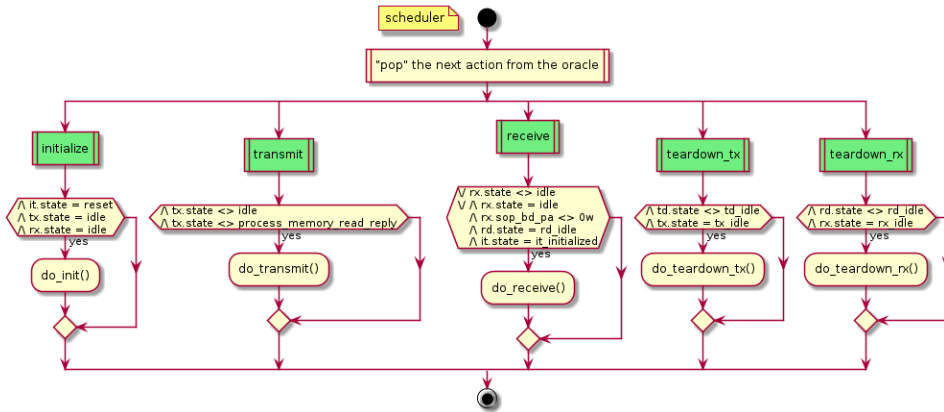 scheduler
"pop" the next action from the oracle
initialize
/\ it.state = reset
/\ tx.state = idle
/\ rx.state = idle
yes
do_init()
transmit
/\ tx.state <> idle
/\ tx.state <> process_memory_read_reply
yes
do_transmit()
receive
\/ rx.state <> idle
\/ /\ rx.state = idle
/\ rx.sop_bd_pa <> 0w
/\ rd.state = rd_idle
/\ it.state = it_initialized
yes
do_receive()
teardown_tx
/\ td.state <> td_idle
/\ tx.state = tx_idle
yes
do_teardown_tx()
teardown_rx
/\ rd.state <> rd_idle
/\ rx.state = rx_idle
yes
do_teardown_rx()